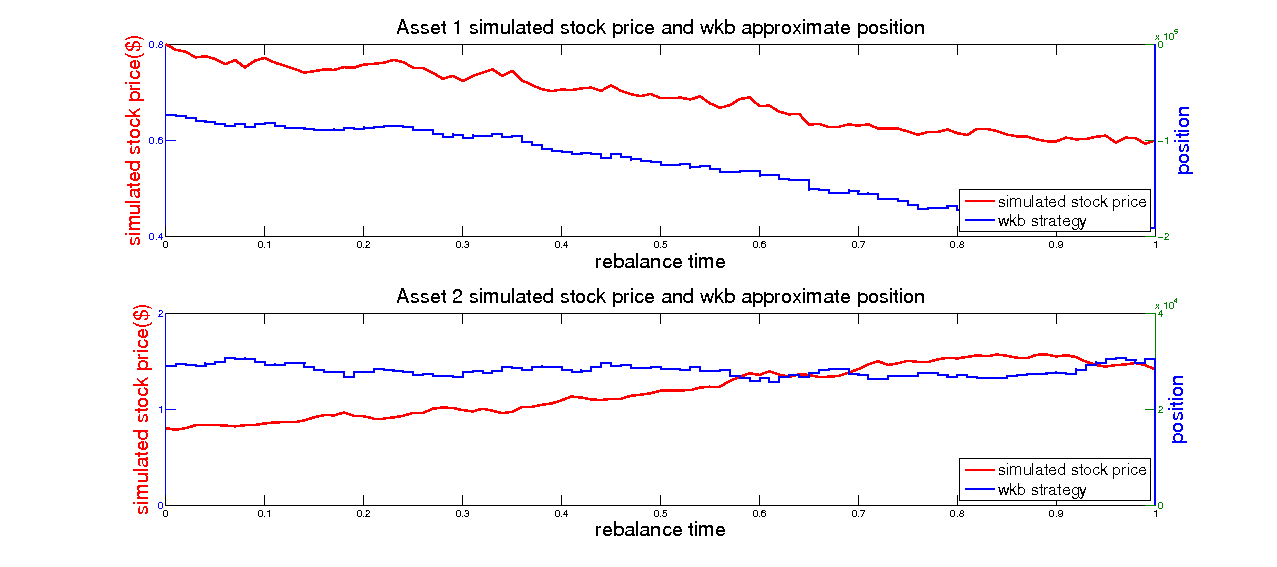 Asset 1 simulated stock price and wkb approximate position
x 10^5
0.8
0.6
0.4
0
-1
-2
simulated stock price($)
position
simulated stock price
wkb strategy
0 0.1 0.2 0.3 0.4 0.5 0.6 0.7 0.8 0.9 1
rebalance time
Asset 2 simulated stock price and wkb approximate position
x 10^4
2
1
0
4
2
0
simulated stock price($)
position
simulated stock price
wkb strategy
0 0.1 0.2 0.3 0.4 0.5 0.6 0.7 0.8 0.9 1
rebalance time